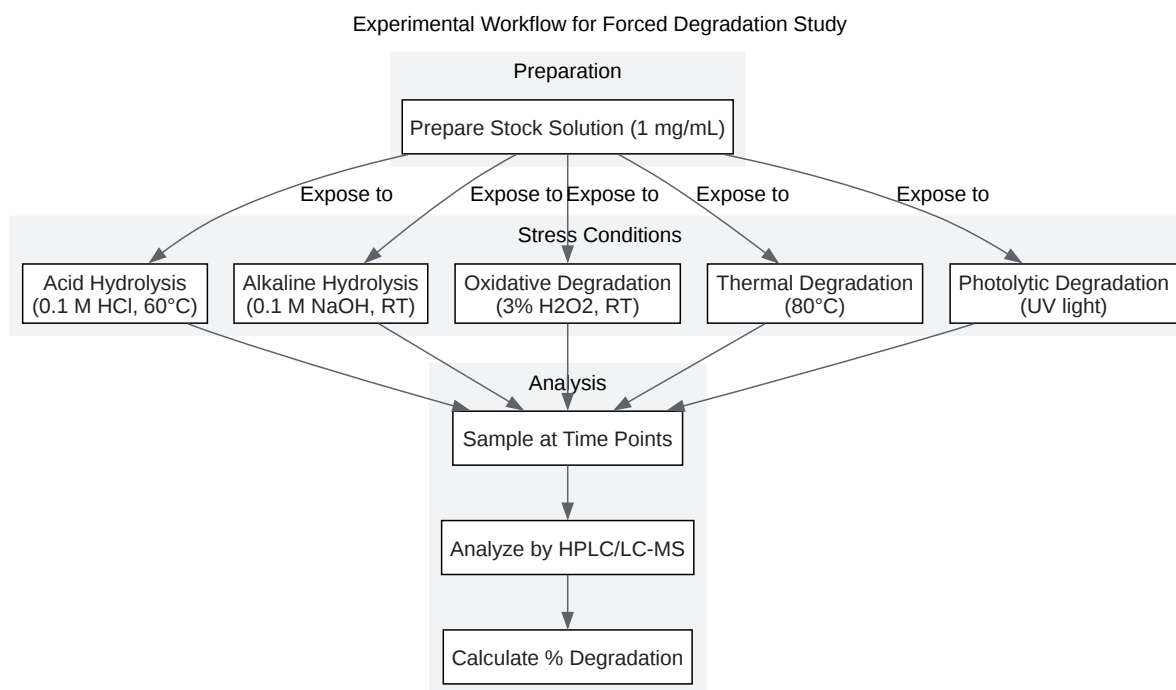 Experimental Workflow for Forced Degradation Study
Preparation
Prepare Stock Solution (1 mg/mL)
Expose to
Expose to
Expose to
Expose to
Expose to
Stress Conditions
Acid Hydrolysis
(0.1 M HCl, 60°C)
Alkaline Hydrolysis
(0.1 M NaOH, RT)
Oxidative Degradation
(3% H2O2, RT)
Thermal Degradation
(80°C)
Photolytic Degradation
(UV light)
Analysis
Sample at Time Points
Analyze by HPLC/LC-MS
Calculate % Degradation